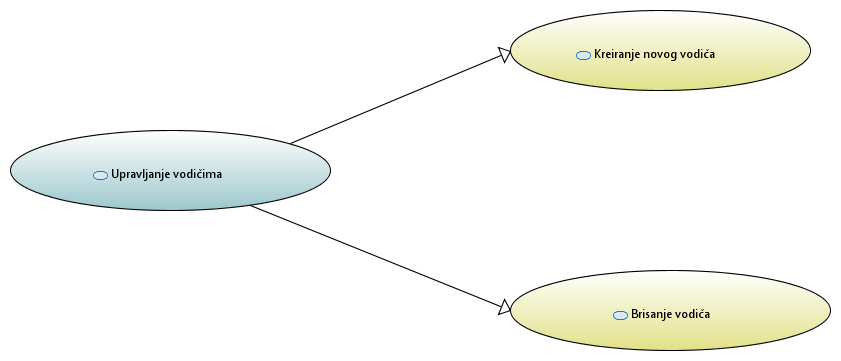 Kreiranje novog vodiča
Upravljanje vodičima
Brisanje vodiča